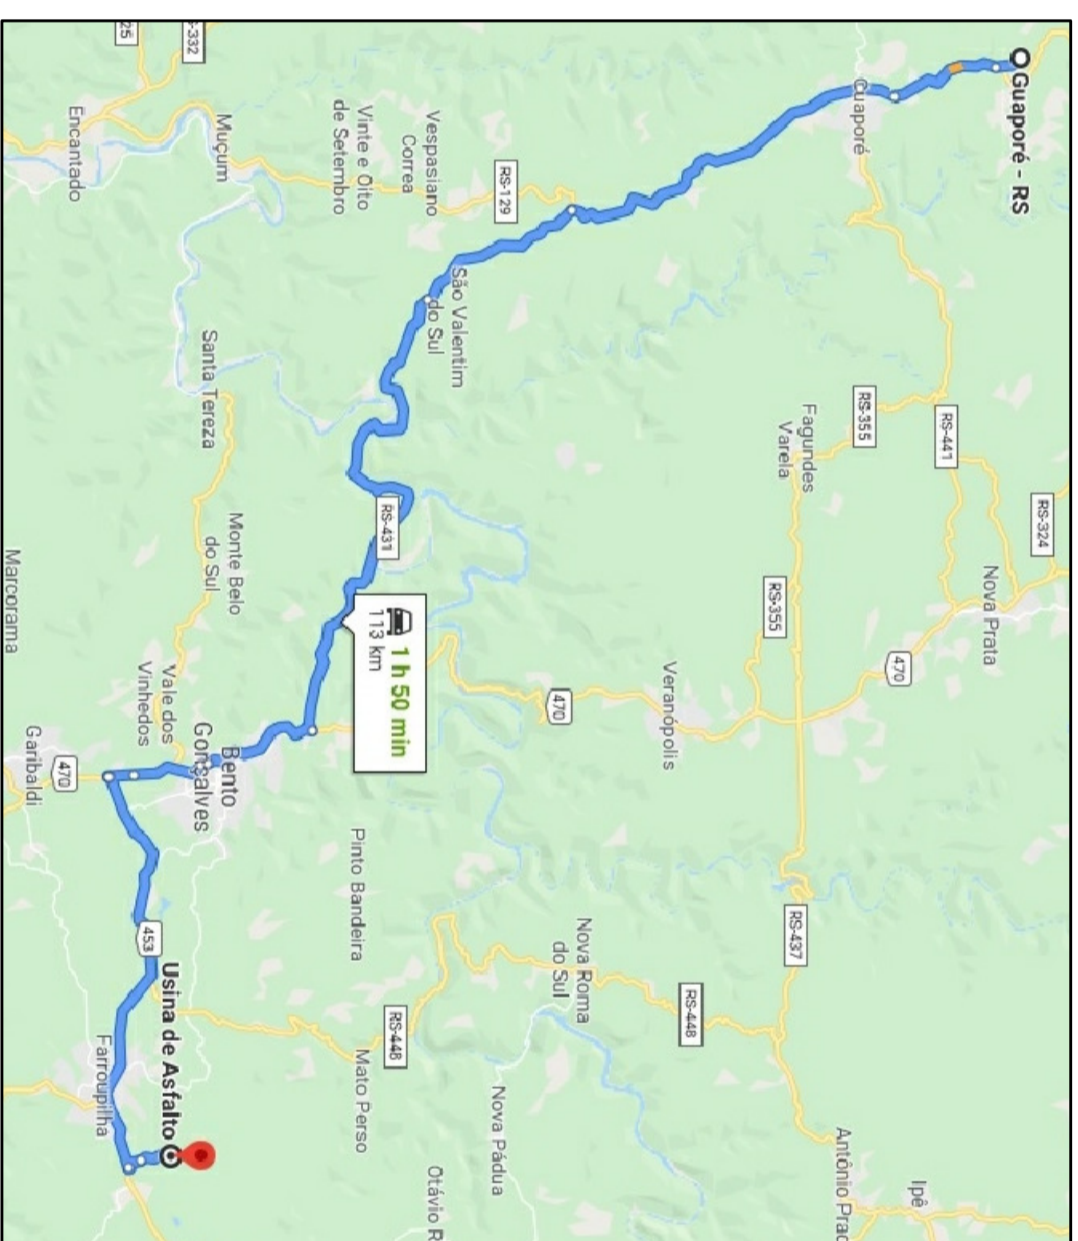 RS-324
Guaporé - RS
Nova Prata
RS-441
Ipê
470
RS-355
Guaporé
Antônio Prac
Fagundes
Varela
RS-437
RS-355
RS-448
Veranópolis
Nova Roma
do Sul
470
RS-129
Nova Pádua
São Valentim
do Sul
Vespasiano
Correa
Otávio R
1 h 50 min
113 km
RS-448
RS-431
Vinte e Oito
de Setembro
Mato Perso
Pinto Bandeira
Monte Belo
do Sul
Bento
Gonçalves
Muçum
Santa Tereza
-332
Vale dos
Vinhedos
Usina de Asfalto
453
25
Farroupilha
Encantado
470
Garibaldi
Marcorama